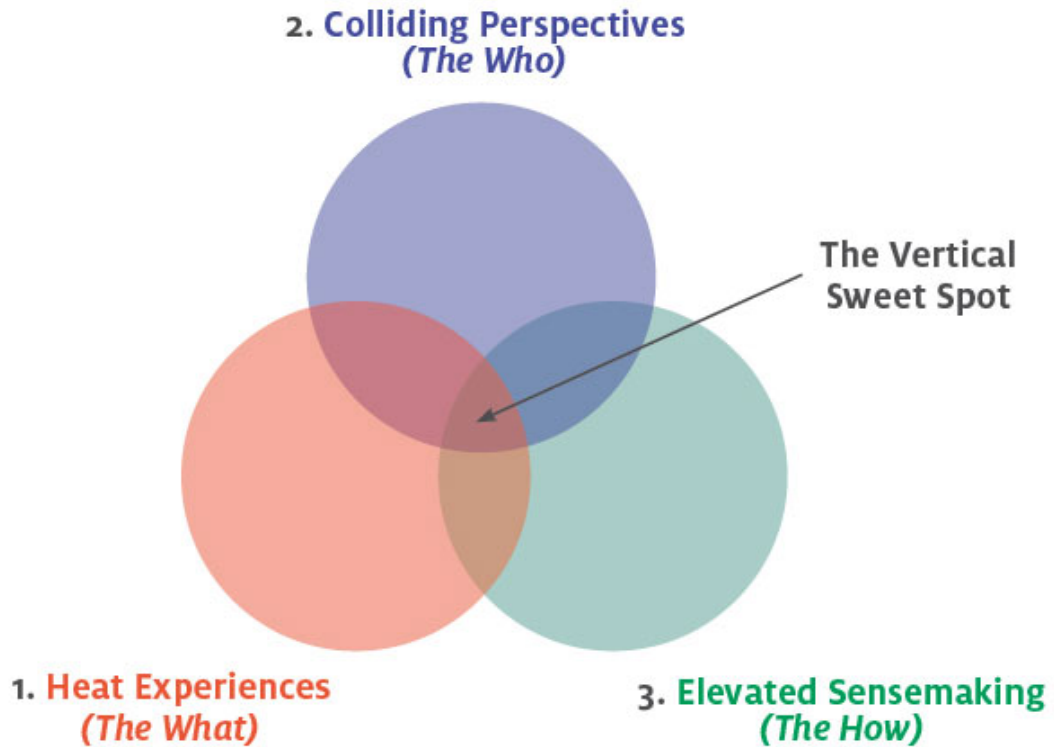 2. Colliding Perspectives
(The Who)
The Vertical
Sweet Spot
1. Heat Experiences
(The What)
3. Elevated Sensemaking
(The How)